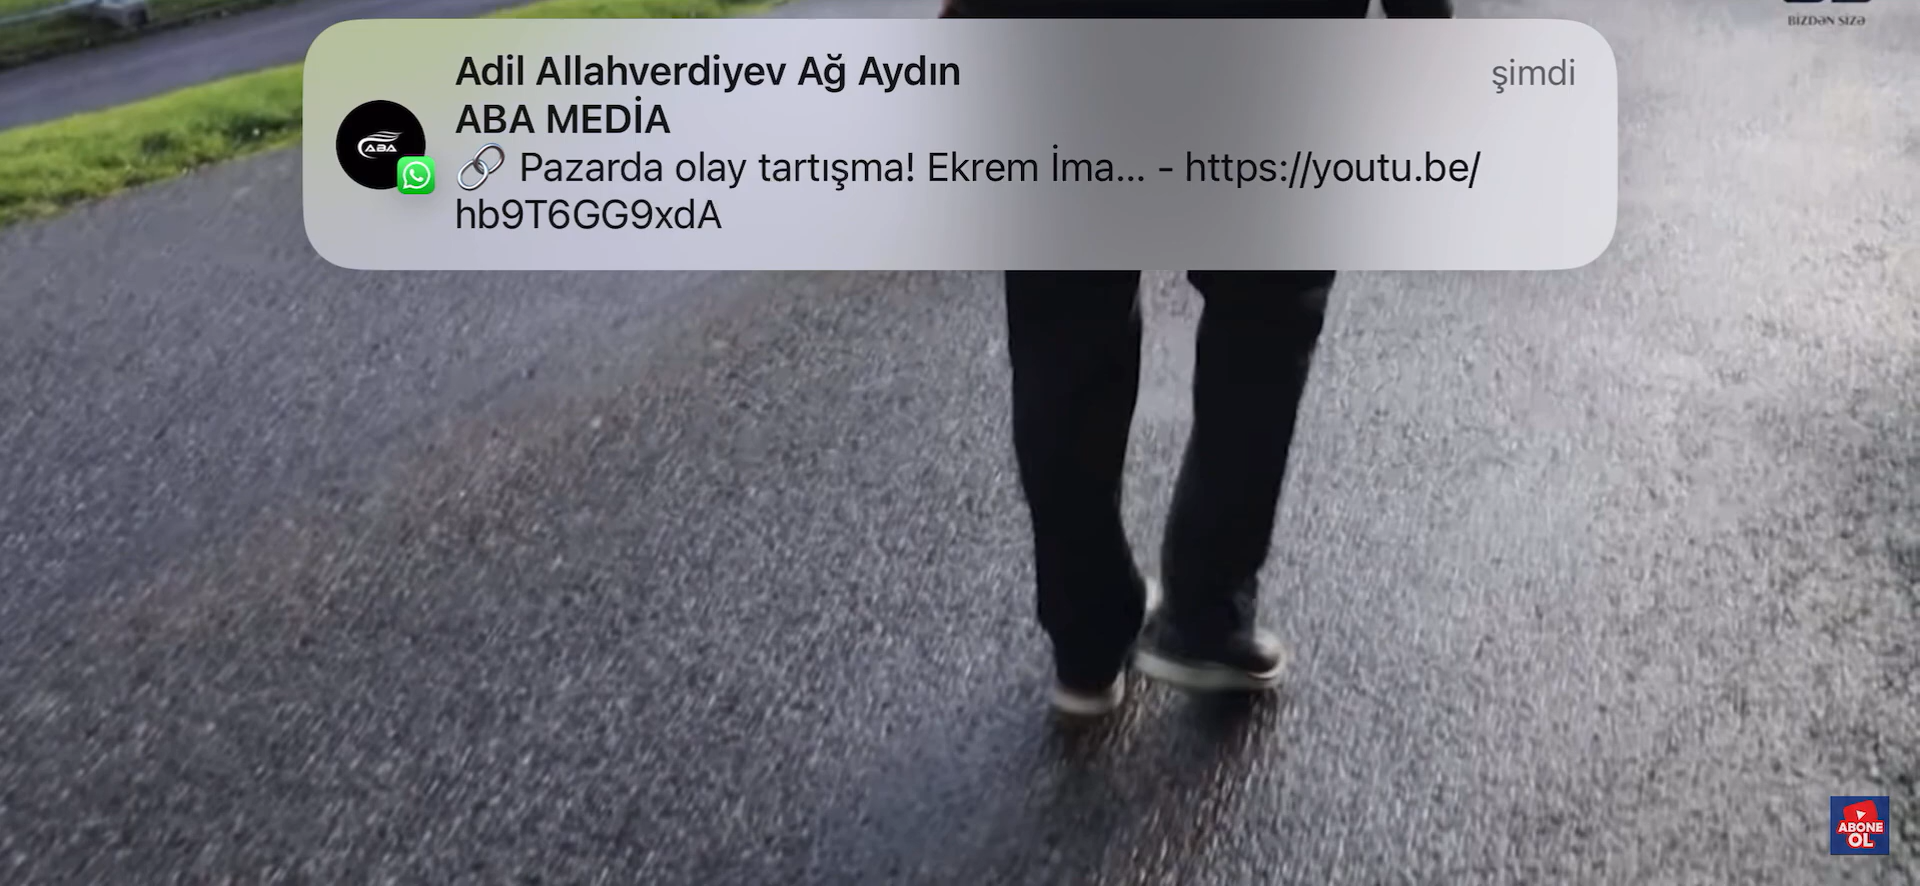 BİZDƏN SİZƏ
Adil Allahverdiyev Ağ Aydın
şimdi
ABA MEDİA
ABA
🔗 Pazarda olay tartışma! Ekrem İma... - https://youtu.be/
hb9T6GG9xdA
ABONE
OL